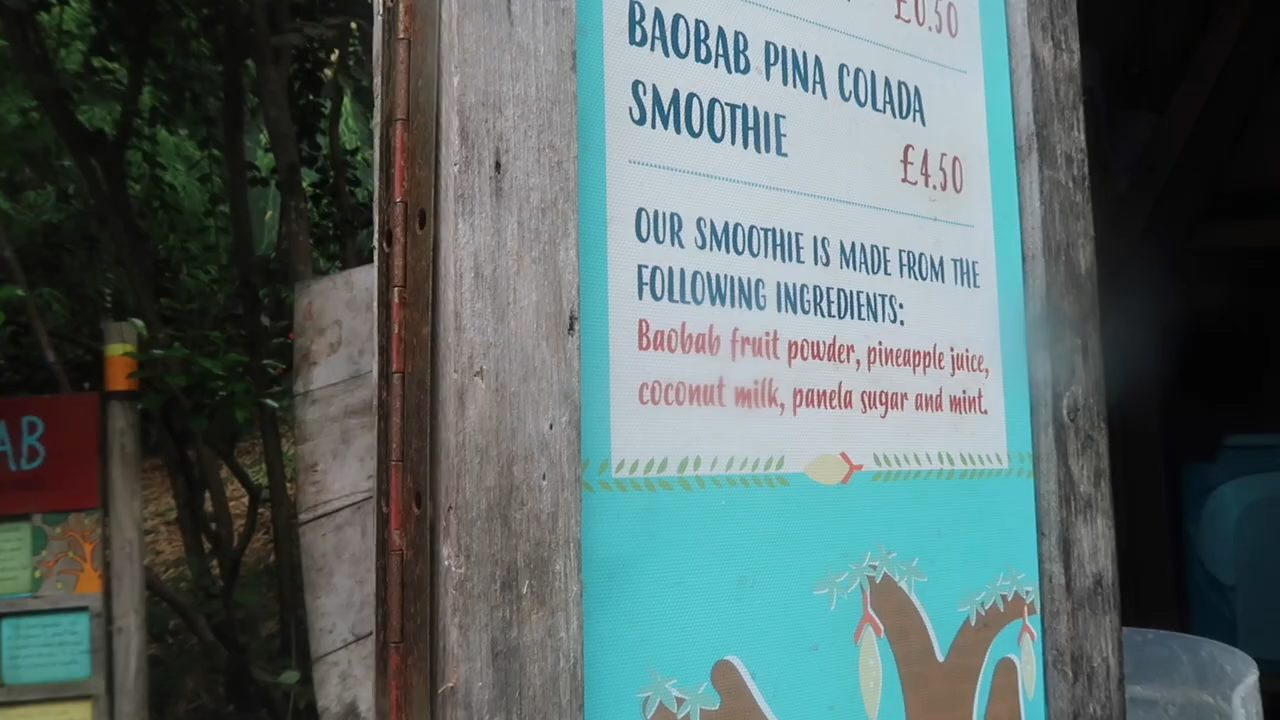 £0.50
BAOBAB PINA COLADA
SMOOTHIE
£4.50
OUR SMOOTHIE IS MADE FROM THE
FOLLOWING INGREDIENTS:
Baobab fruit powder, pineapple juice,
coconut milk, panela sugar and mint.
AB